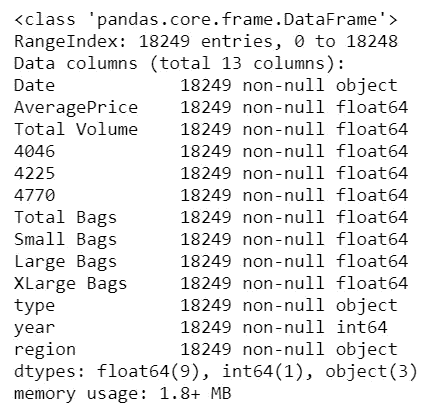 <class 'pandas.core.frame.DataFrame'>
RangeIndex: 18249 entries, 0 to 18248
Data columns (total 13 columns):
Date            18249 non-null object
AveragePrice    18249 non-null float64
Total Volume    18249 non-null float64
4046            18249 non-null float64
4225            18249 non-null float64
4770            18249 non-null float64
Total Bags      18249 non-null float64
Small Bags      18249 non-null float64
Large Bags      18249 non-null float64
XLarge Bags     18249 non-null float64
type            18249 non-null object
year            18249 non-null int64
region          18249 non-null object
dtypes: float64(9), int64(1), object(3)
memory usage: 1.8+ MB